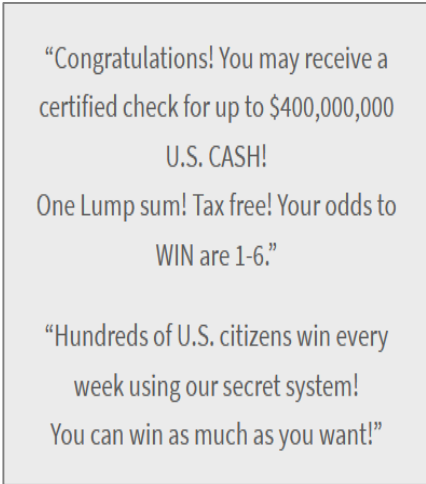 “Congratulations! You may receive a
certified check for up to $400,000,000
U.S. CASH!
One Lump sum! Tax free! Your odds to
WIN are 1-6.”
“Hundreds of U.S. citizens win every
week using our secret system!
You can win as much as you want!”